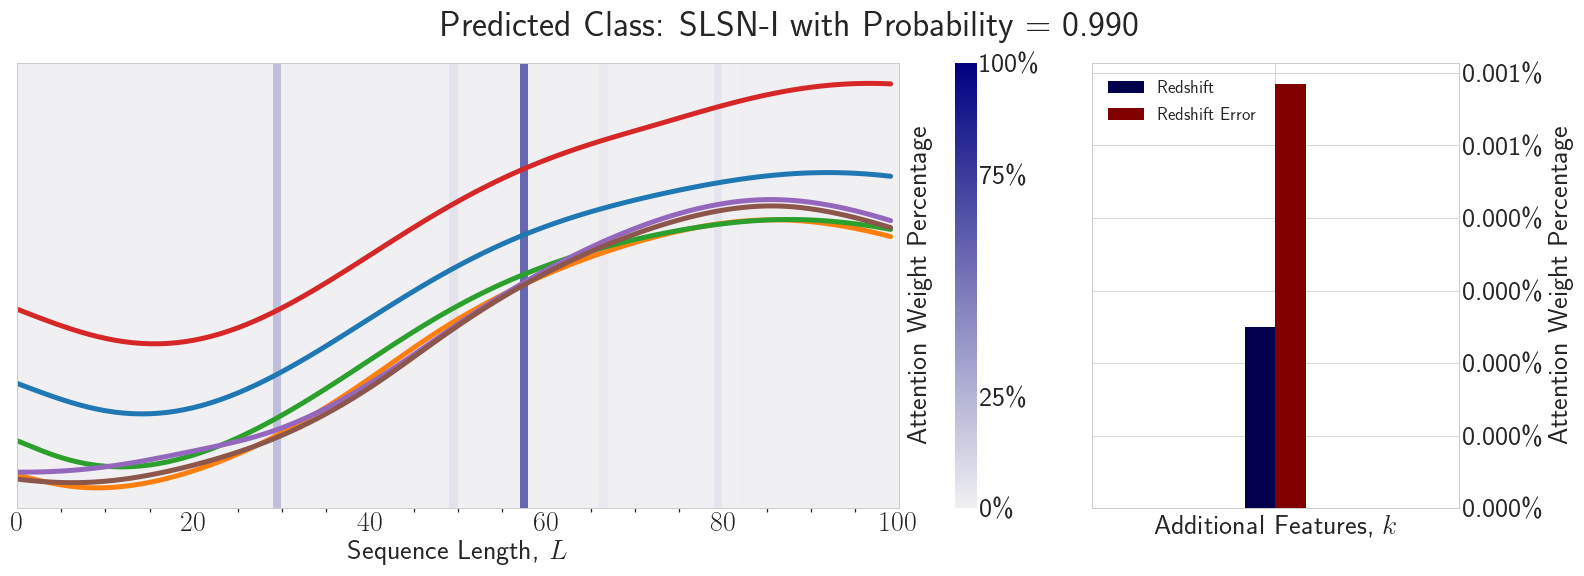 Predicted Class: SLSN-I with Probability = 0.990
0 20 40 60 80 100
Sequence Length, L
100%
75%
25%
0%
Attention Weight Percentage
Redshift
Redshift Error
0.001%
0.001%
0.000%
0.000%
0.000%
0.000%
0.000%
Attention Weight Percentage
Additional Features, k